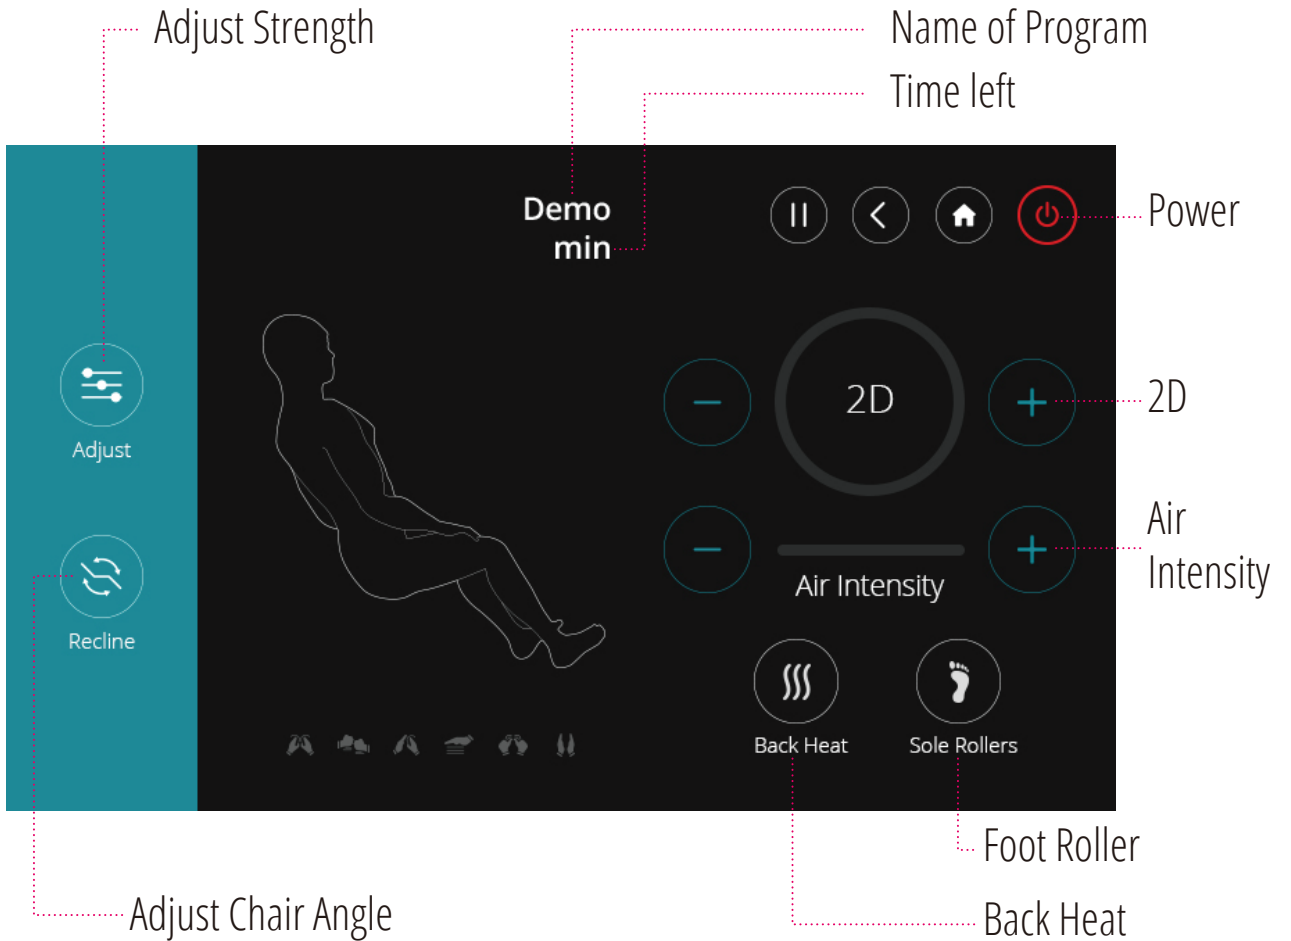 Adjust Strength
Name of Program
Time left
Demo
min
Power
2D
2D
Adjust
Air
Intensity
Air Intensity
Recline
Back Heat
Sole Rollers
Foot Roller
Adjust Chair Angle
Back Heat